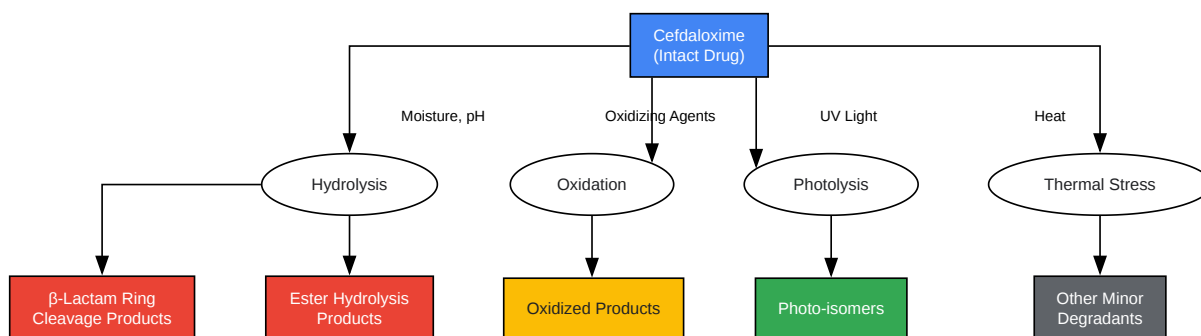 Cefdaloxime
(Intact Drug)
Moisture, pH
Oxidizing Agents
UV Light
Heat
Hydrolysis
Oxidation
Photolysis
Thermal Stress
β-Lactam Ring
Cleavage Products
Ester Hydrolysis
Products
Oxidized Products
Photo-isomers
Other Minor
Degradants